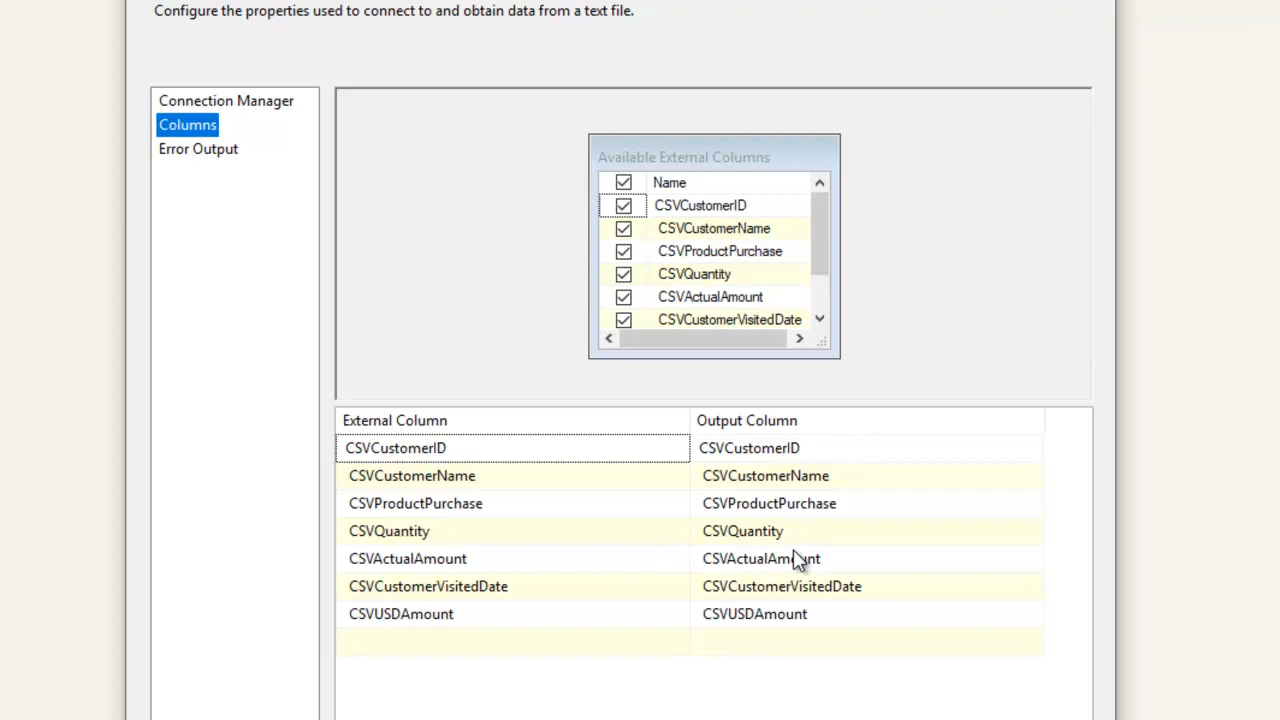 Configure the properties used to connect to and obtain data from a text file.
Connection Manager
Columns
Error Output
Available External Columns
Name
CSVCustomerID
CSVCustomerName
CSVProductPurchase
CSVQuantity
CSVActualAmount
CSVCustomerVisitedDate
External Column Output Column
CSVCustomerID CSVCustomerID
CSVCustomerName CSVCustomerName
CSVProductPurchase CSVProductPurchase
CSVQuantity CSVQuantity
CSVActualAmount CSVActualAmount
CSVCustomerVisitedDate CSVCustomerVisitedDate
CSVUSDAmount CSVUSDAmount